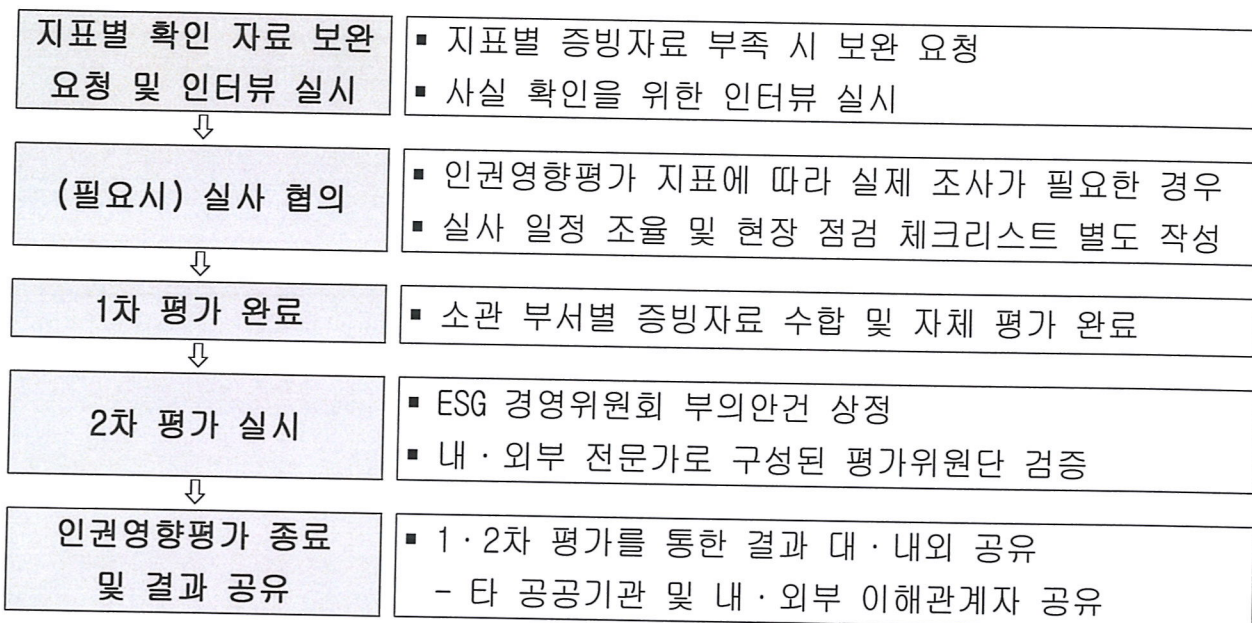 지표별 확인 자료 보완
요청 및 인터뷰 실시
▪ 지표별 증빙자료 부족 시 보완 요청
▪ 사실 확인을 위한 인터뷰 실시
⇩
(필요시) 실사 협의
▪ 인권영향평가 지표에 따라 실제 조사가 필요한 경우
▪ 실사 일정 조율 및 현장 점검 체크리스트 별도 작성
⇩
1차 평가 완료
▪ 소관 부서별 증빙자료 수합 및 자체 평가 완료
⇩
2차 평가 실시
▪ ESG 경영위원회 부의안건 상정
▪ 내·외부 전문가로 구성된 평가위원단 검증
⇩
인권영향평가 종료
및 결과 공유
▪ 1·2차 평가를 통한 결과 대·내외 공유
- 타 공공기관 및 내·외부 이해관계자 공유